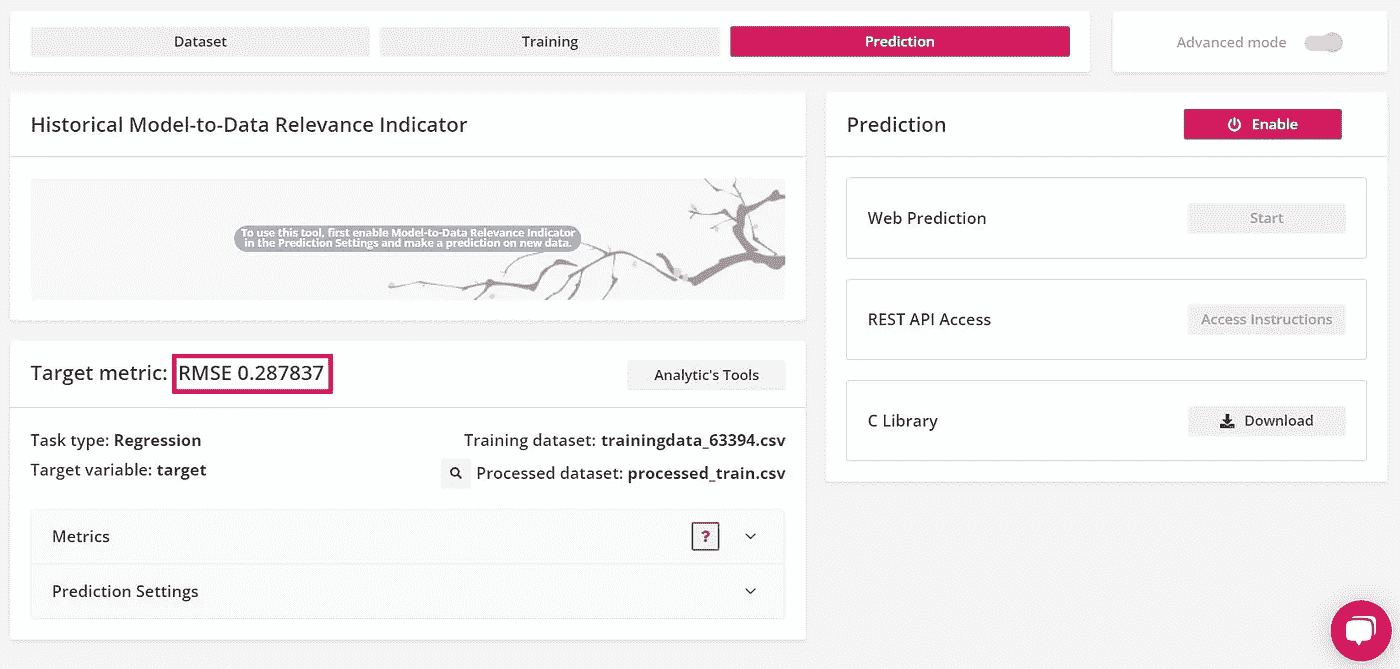 Dataset
Training
Prediction
Advanced mode
Historical Model-to-Data Relevance Indicator
To use this tool, first enable Model-to-Data Relevance Indicator
in the Prediction Settings and make a prediction on new data.
Target metric: RMSE 0.287837
Analytic's Tools
Task type: Regression
Target variable: target
Training dataset: trainingdata_63394.csv
Processed dataset: processed_train.csv
Metrics
?
Prediction Settings
Prediction
Enable
Web Prediction
Start
REST API Access
Access Instructions
C Library
Download